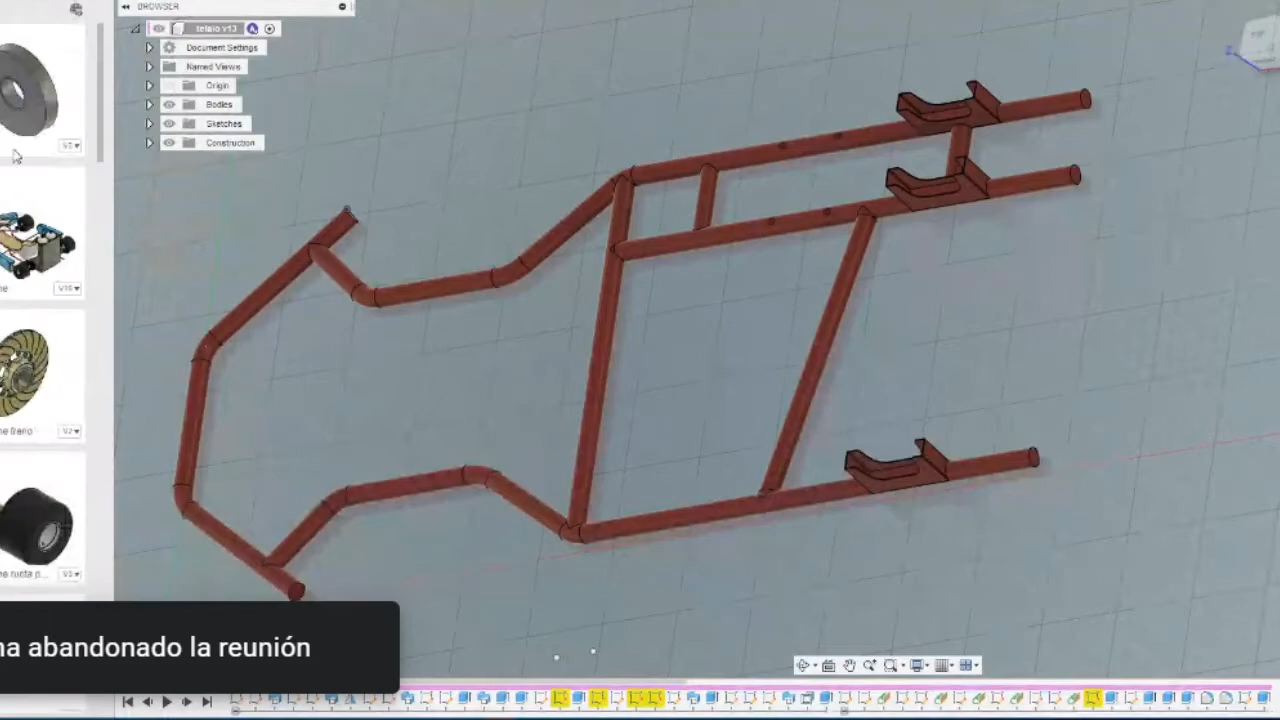 BROWSER
telaio v13
Document Settings
Named Views
Origin
Bodies
Sketches
Construction
na abandonado la reunión